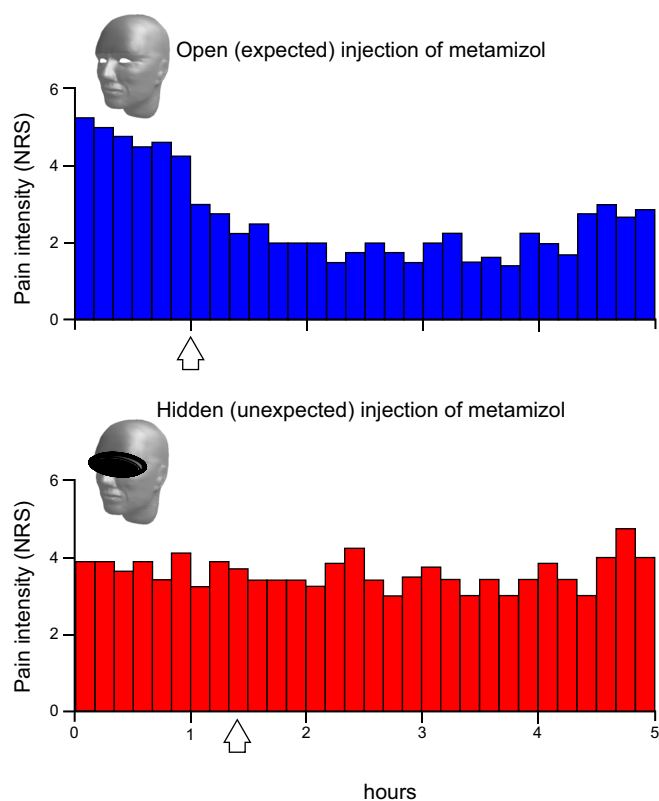 Open (expected) injection of metamizol
Pain intensity (NRS)
6
4
2
0
Hidden (unexpected) injection of metamizol
Pain intensity (NRS)
6
4
2
0
0 1 2 3 4 5
hours